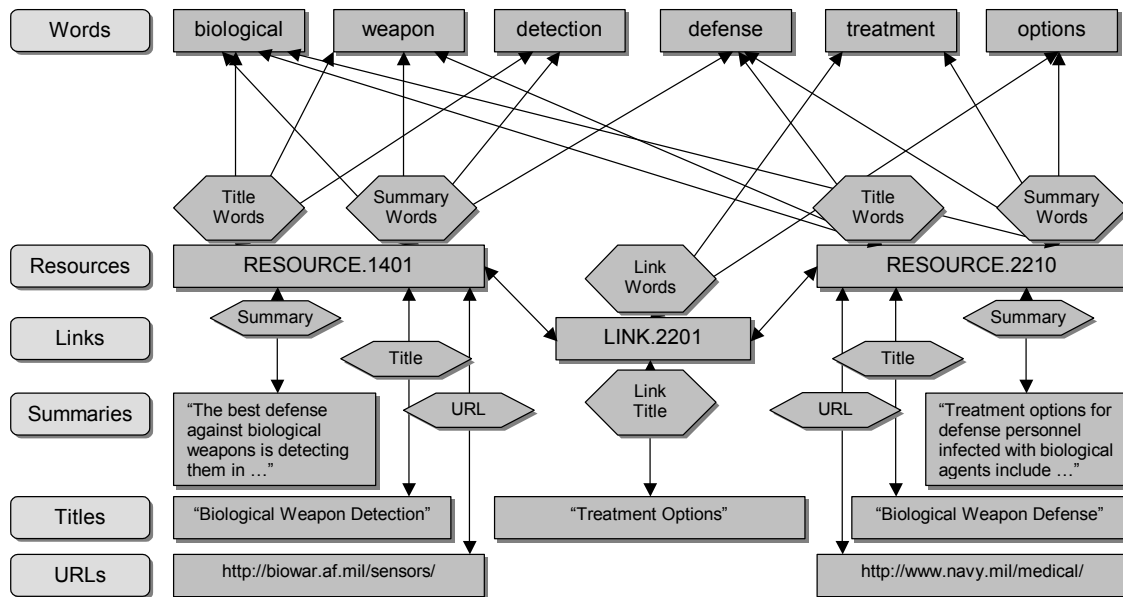 Words
biological
weapon
detection
defense
treatment
options
Title
Words
Summary
Words
Title
Words
Summary
Words
Resources
RESOURCE.1401
Link
Words
RESOURCE.2210
Summary
Summary
Links
LINK.2201
Title
Title
Link
Title
Summaries
URL
URL
“The best defense
against biological
weapons is detecting
them in …”
“Treatment options for
defense personnel
infected with biological
agents include …”
Titles
“Biological Weapon Detection”
“Treatment Options”
“Biological Weapon Defense”
URLs
http://biowar.af.mil/sensors/
http://www.navy.mil/medical/